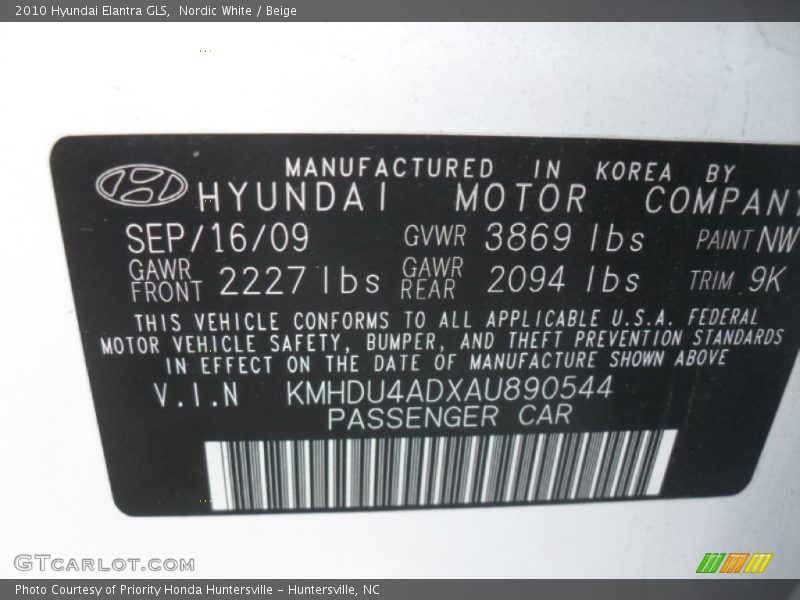 2010 Hyundai Elantra GLS, Nordic White / Beige
MANUFACTURED IN KOREA BY
HYUNDAI MOTOR COMPANY
SEP/16/09 GVWR 3869 lbs PAINT NW
GAWR FRONT 2227 lbs GAWR REAR 2094 lbs TRIM 9K
THIS VEHICLE CONFORMS TO ALL APPLICABLE U.S.A. FEDERAL
MOTOR VEHICLE SAFETY, BUMPER, AND THEFT PREVENTION STANDARDS
IN EFFECT ON THE DATE OF MANUFACTURE SHOWN ABOVE
V.I.N KMHDU4ADXAU890544
PASSENGER CAR
GTCarlot.com
Photo Courtesy of Priority Honda Huntersville - Huntersville, NC